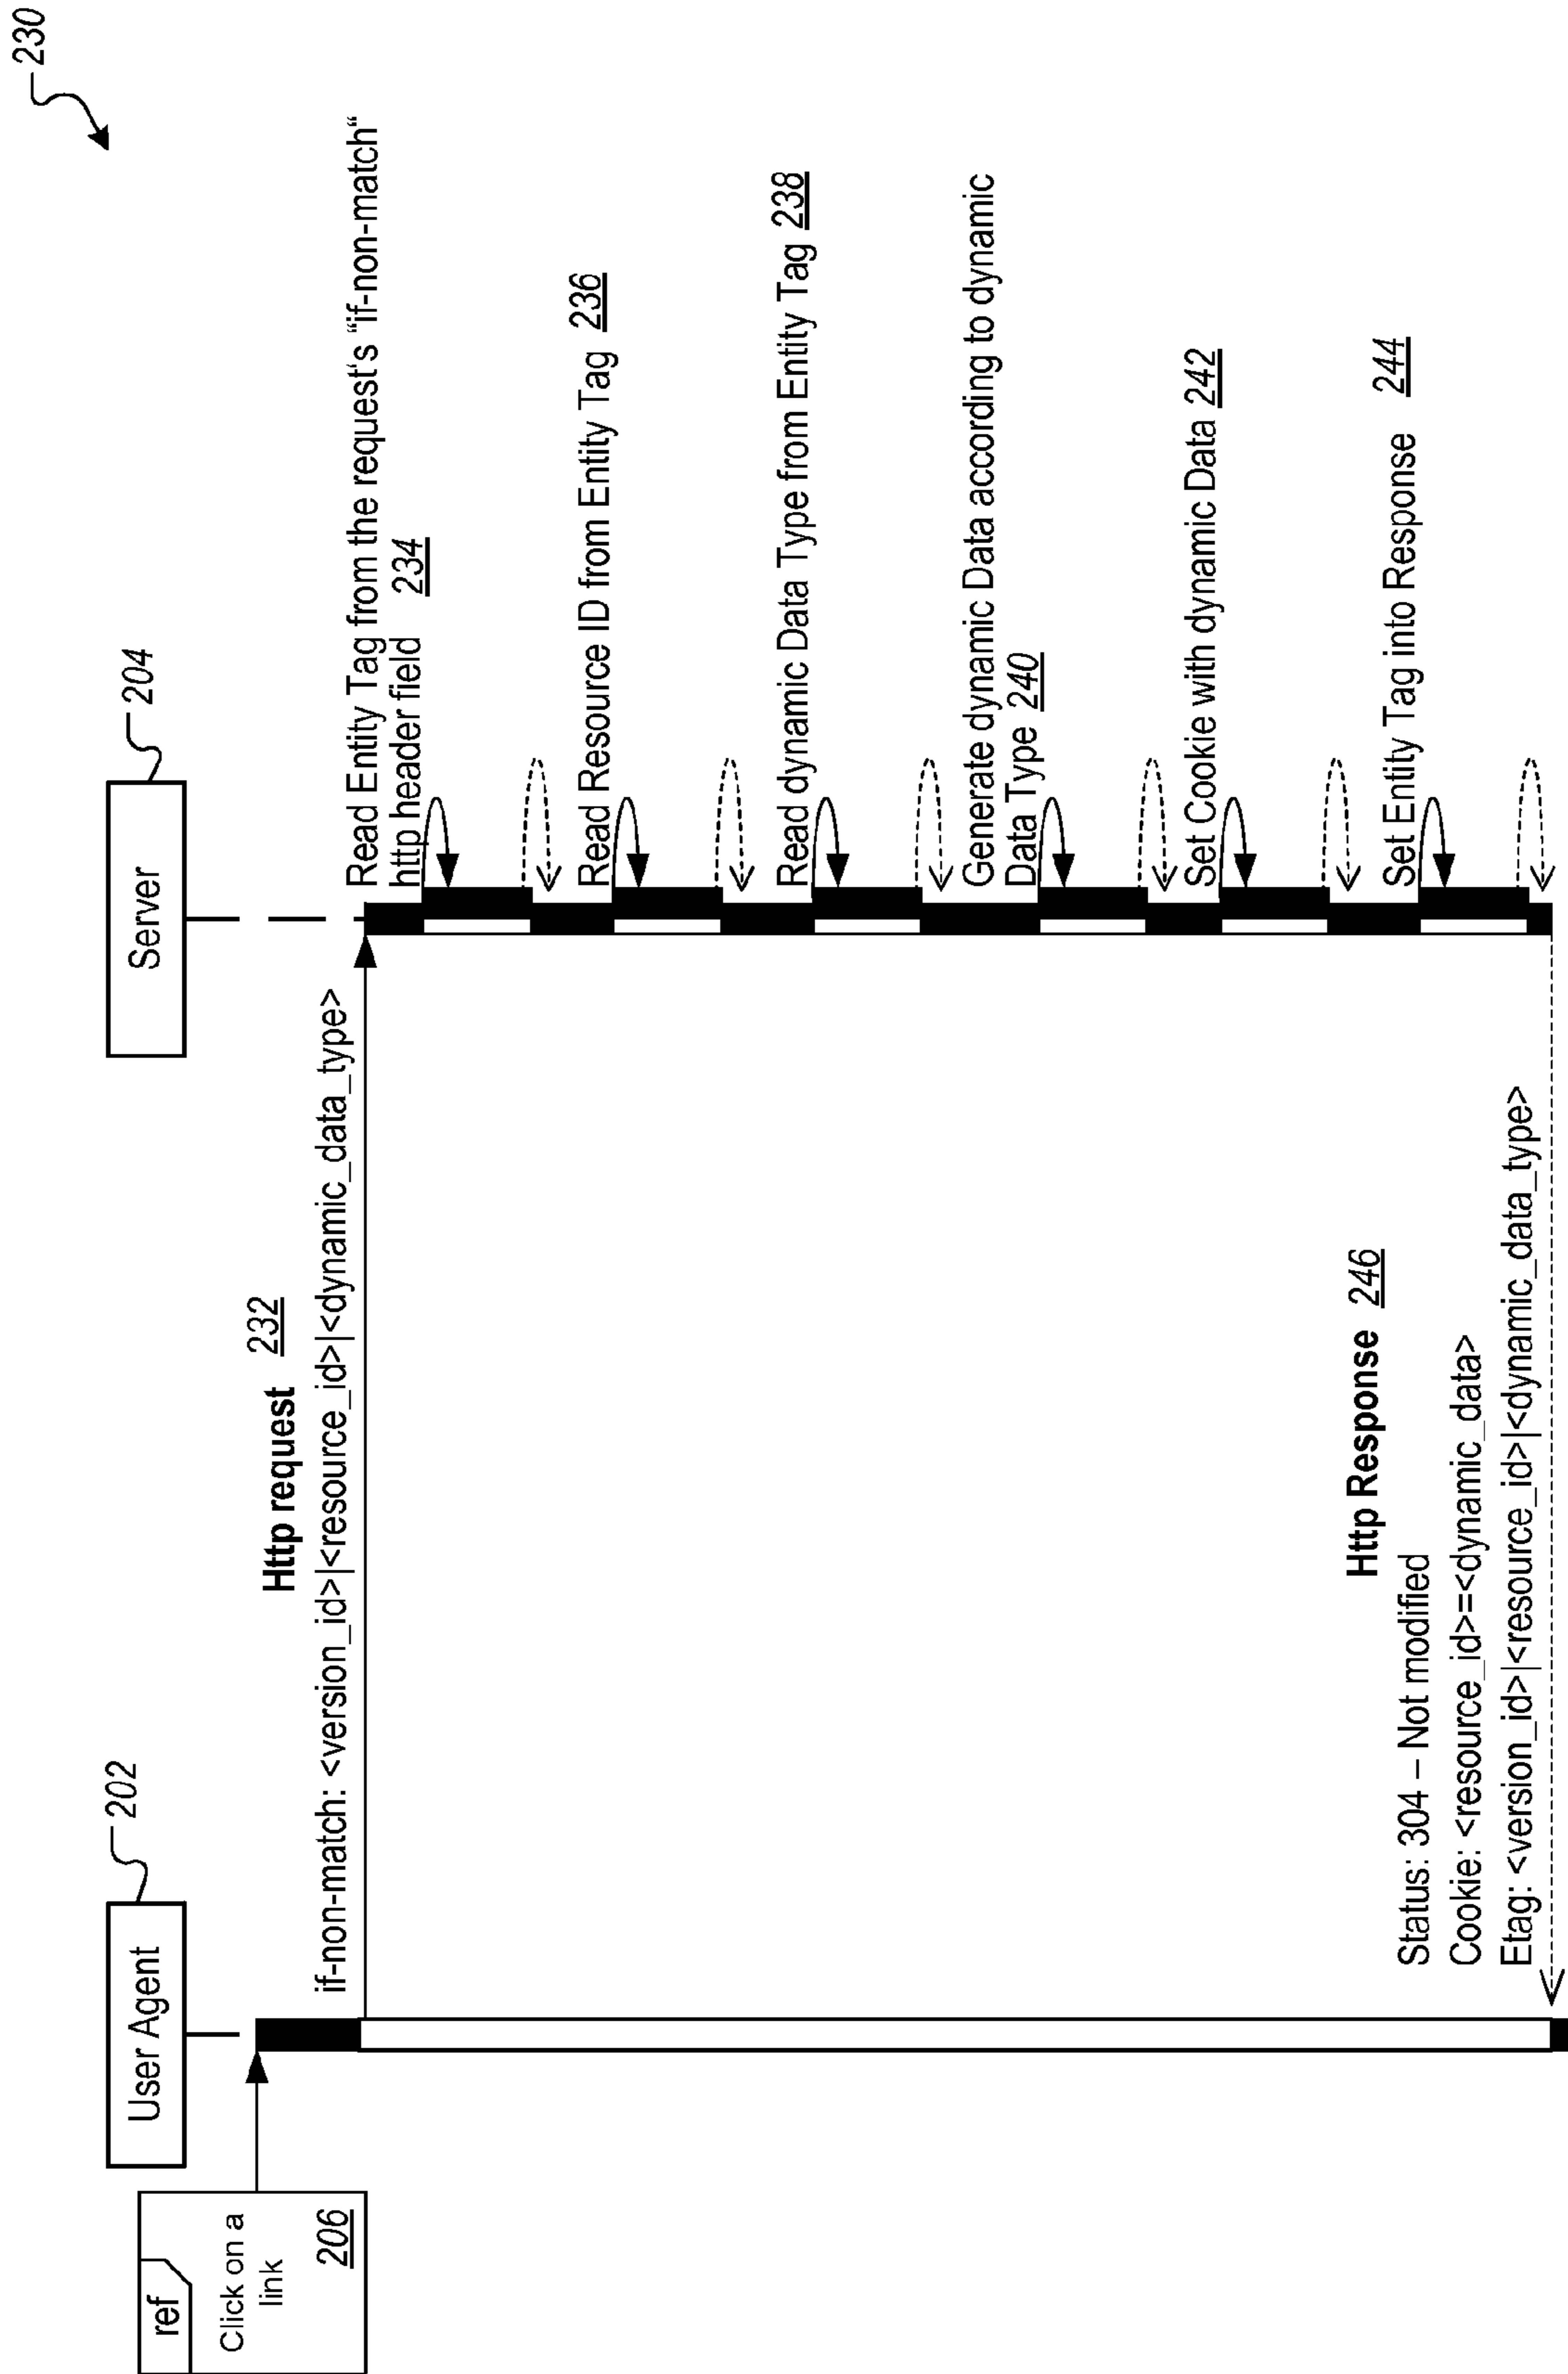 230
ref
Click on a
link
206
User Agent
202
Server
204
Http request 232
if-non-match: <version_id>|<resource_id>|<dynamic_data_type>
Read Entity Tag from the request's "if-non-match"
http header field 234
Read Resource ID from Entity Tag 236
Read dynamic Data Type from Entity Tag 238
Generate dynamic Data according to dynamic
Data Type 240
Set Cookie with dynamic Data 242
Set Entity Tag into Response 244
Http Response 246
Status: 304 – Not modified
Cookie: <resource_id>=<dynamic_data>
Etag: <version_id>|<resource_id>|<dynamic_data_type>